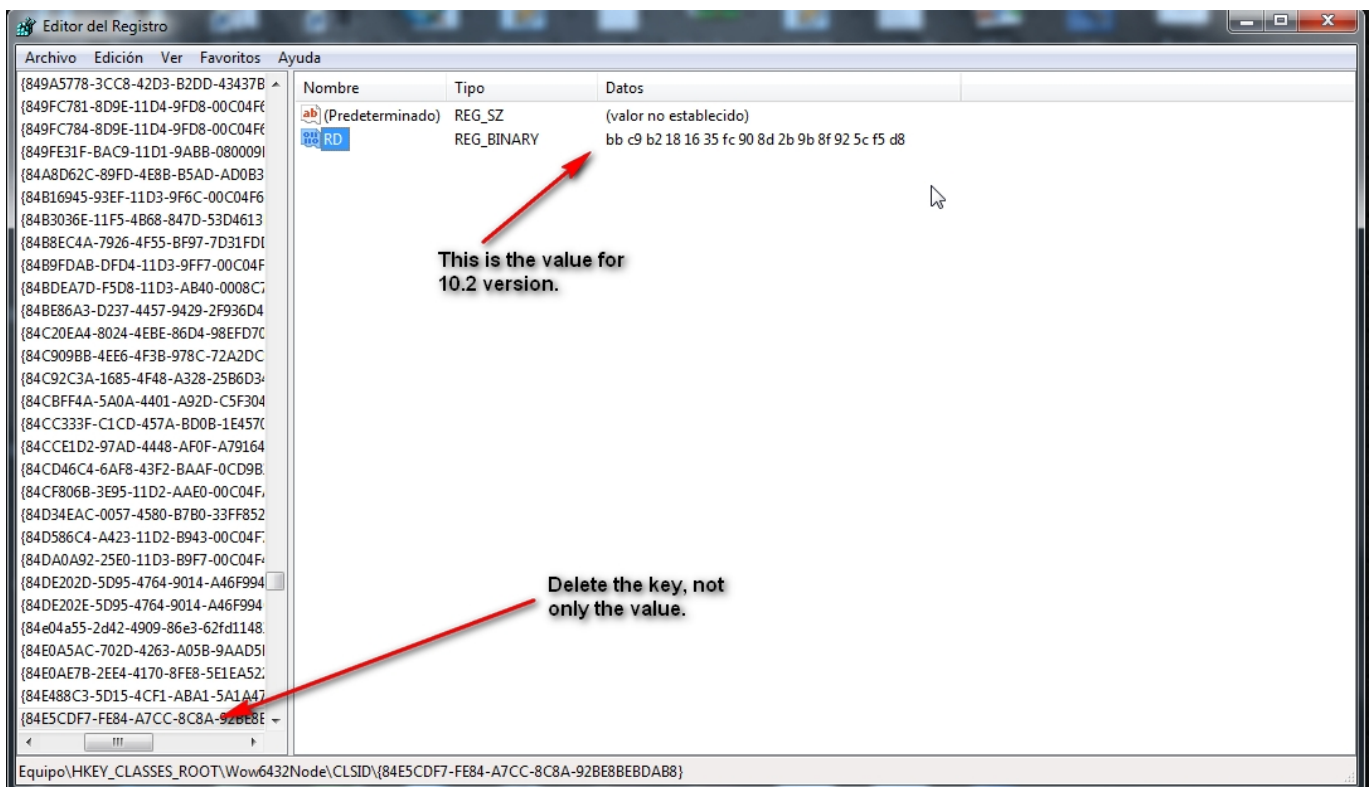 Editor del Registro
Archivo Edición Ver Favoritos Ayuda
{849A5778-3CC8-42D3-B2DD-43437B
{849FC781-8D9E-11D4-9FD8-00C04F6
{849FC784-8D9E-11D4-9FD8-00C04F6
{849FE31F-BAC9-11D1-9ABB-080009
{84A8D62C-89FD-4E8B-B5AD-AD0B3
{84B16945-93EF-11D3-9F6C-00C04F6
{84B3036E-11F5-4B68-847D-53D4613
{84B8EC4A-7926-4F55-BF97-7D31FD
{84B9FDAB-DFD4-11D3-9FF7-00C04F
{84BDEA7D-F5D8-11D3-AB40-0008C7
{84BE86A3-D237-4457-9429-2F936D4
{84C20EA4-8024-4EBE-86D4-98EFD70
{84C909BB-4EE6-4F3B-978C-72A2DC
{84C92C3A-1685-4F48-A328-25B6D34
{84CBFF4A-5A0A-4401-A92D-C5F304
{84CC333F-C1CD-457A-BD0B-1E4570
{84CCE1D2-97AD-4448-AF0F-A79164
{84CD46C4-6AF8-43F2-BAAF-0CD9B
{84CF806B-3E95-11D2-AAE0-00C04F
{84D34EAC-0057-4580-B7B0-33FF852
{84D586C4-A423-11D2-B943-00C04F
{84DA0A92-25E0-11D3-B9F7-00C04F
{84DE202D-5D95-4764-9014-A46F994
{84DE202E-5D95-4764-9014-A46F994
{84e04a55-2d42-4909-86e3-62fd1148
{84E0A5AC-702D-4263-A05B-9AAD5
{84E0AE7B-2EE4-4170-8FE8-5E1EA52
{84E488C3-5D15-4CF1-ABA1-5A1A47
{84E5CDF7-FE84-A7CC-8C8A-92BE8E
Nombre Tipo Datos
(Predeterminado) REG_SZ (valor no establecido)
RD REG_BINARY bb c9 b2 18 16 35 fc 90 8d 2b 9b 8f 92 5c f5 d8
This is the value for
10.2 version.
Delete the key, not
only the value.
Equipo\HKEY_CLASSES_ROOT\Wow6432Node\CLSID\{84E5CDF7-FE84-A7CC-8C8A-92BE8BEBDAB8}